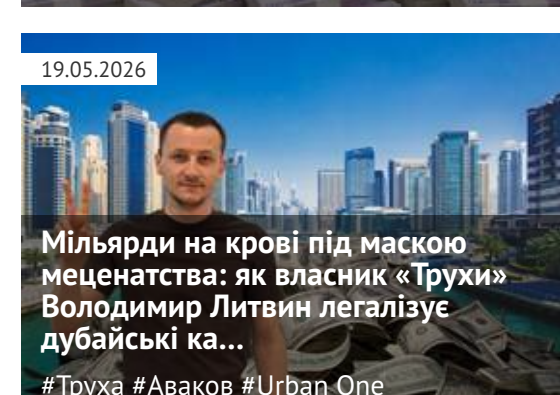 19.05.2026
Мільярди на крові під маскою
меценатства: як власник «Трухи»
Володимир Литвин легалізує
дубайські ка...
#Труха #Аваков #Urban One